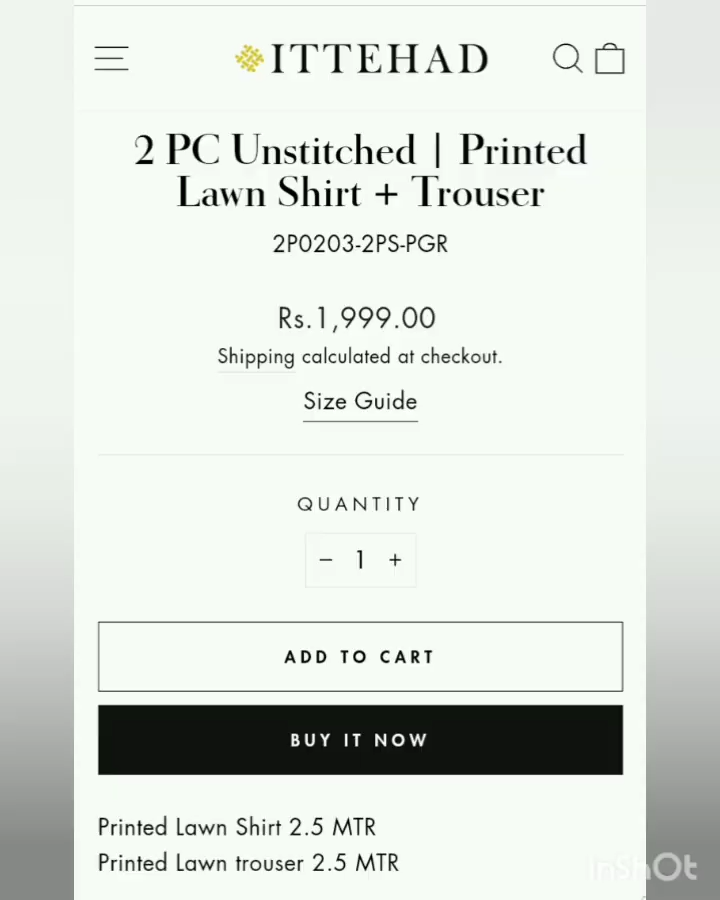 ITTEHAD
2 PC Unstitched | Printed
Lawn Shirt + Trouser
2P0203-2PS-PGR
Rs.1,999.00
Shipping calculated at checkout.
Size Guide
QUANTITY
− 1 +
ADD TO CART
BUY IT NOW
Printed Lawn Shirt 2.5 MTR
Printed Lawn trouser 2.5 MTR
InShOt